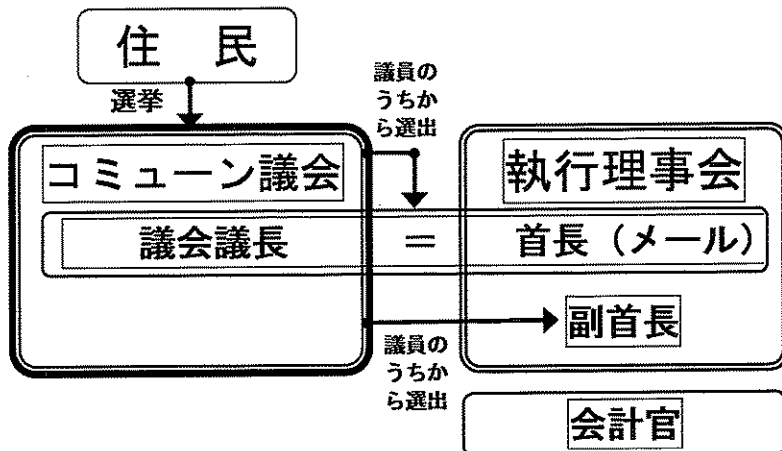 住 民
選挙
議員の
うちか
ら選出
コミューン議会
執行理事会
議会議長 = 首長（メール）
副首長
議員の
うちか
ら選出
会計官